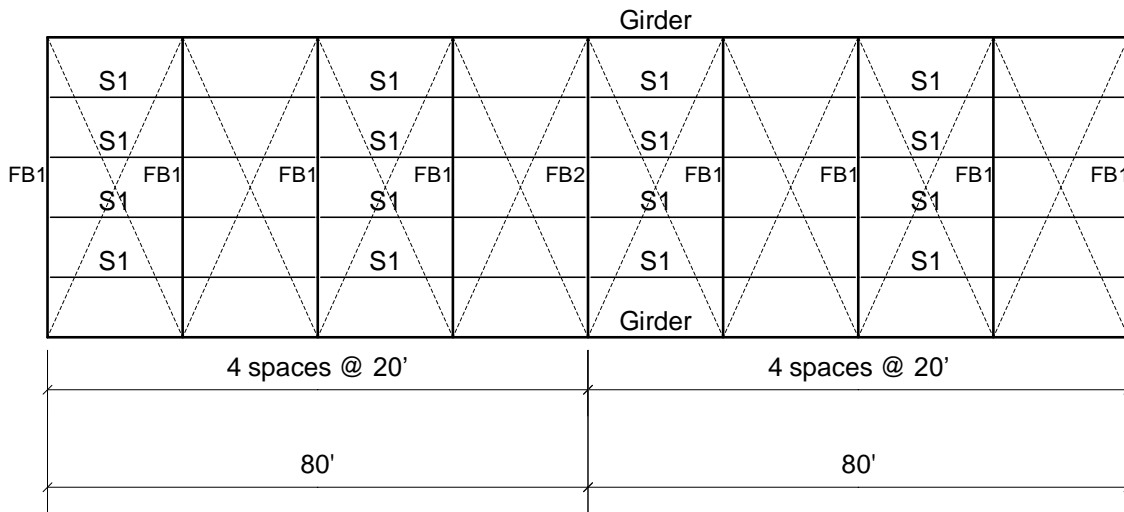 Girder
S1 S1 S1 S1
S1 S1 S1 S1
FB1 FB1 FB1 FB1 FB2 FB1 FB1 FB1 FB1
S1 S1 S1 S1
S1 S1 S1 S1
Girder
4 spaces @ 20’ 4 spaces @ 20’
80' 80'